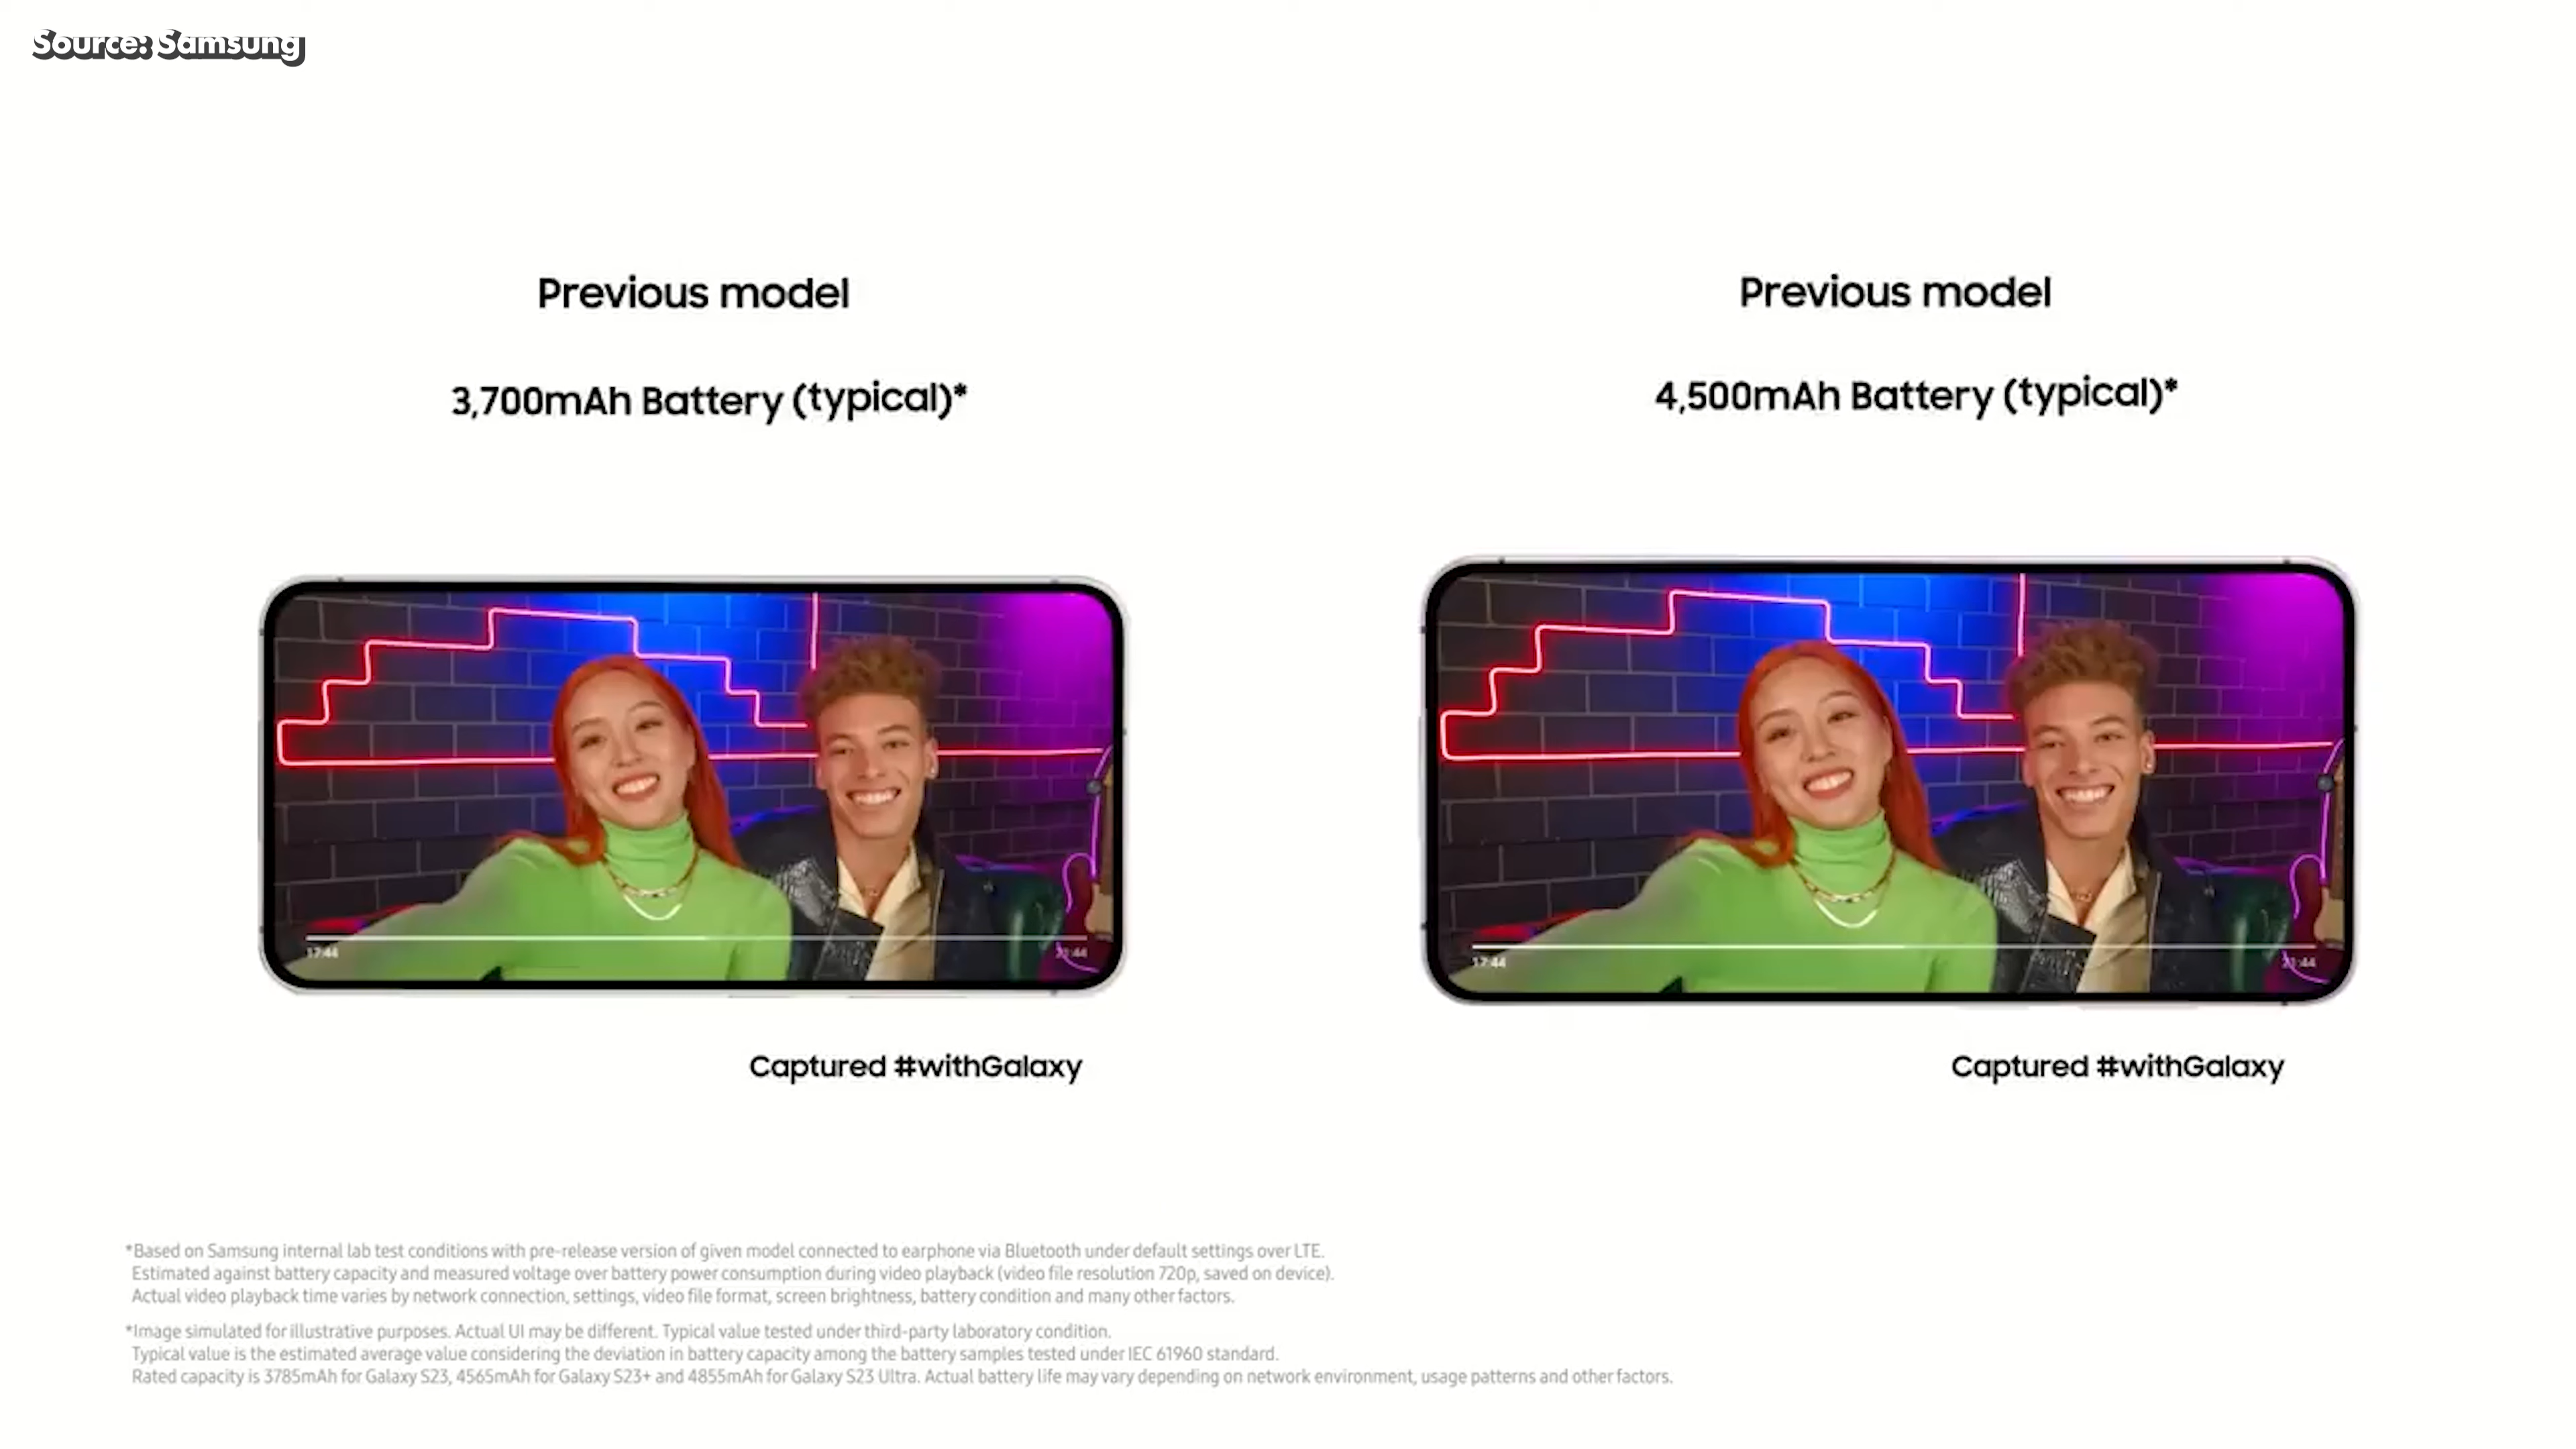 Source: Samsung
Previous model
3,700mAh Battery (typical)*
17:44
21:44
Captured #withGalaxy
Previous model
4,500mAh Battery (typical)*
17:44
21:44
Captured #withGalaxy
*Based on Samsung internal lab test conditions with pre-release version of given model connected to earphone via Bluetooth under default settings over LTE.
Estimated against battery capacity and measured voltage over battery power consumption during video playback (video file resolution 720p, saved on device).
Actual video playback time varies by network connection, settings, video file format, screen brightness, battery condition and many other factors.
*Image simulated for illustrative purposes. Actual UI may be different. Typical value tested under third-party laboratory condition.
Typical value is the estimated average value considering the deviation in battery capacity among the battery samples tested under IEC 61960 standard.
Rated capacity is 3785mAh for Galaxy S23, 4565mAh for Galaxy S23+ and 4855mAh for Galaxy S23 Ultra. Actual battery life may vary depending on network environment, usage patterns and other factors.